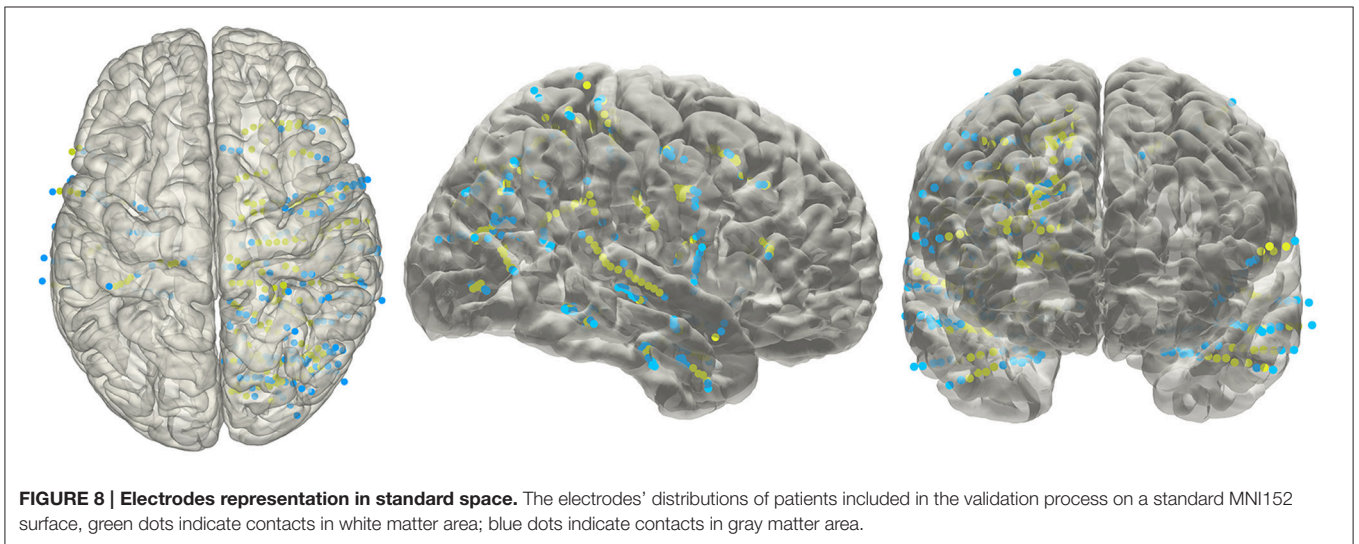 FIGURE 8 | Electrodes representation in standard space. The electrodes’ distributions of patients included in the validation process on a standard MNI152
surface, green dots indicate contacts in white matter area; blue dots indicate contacts in gray matter area.